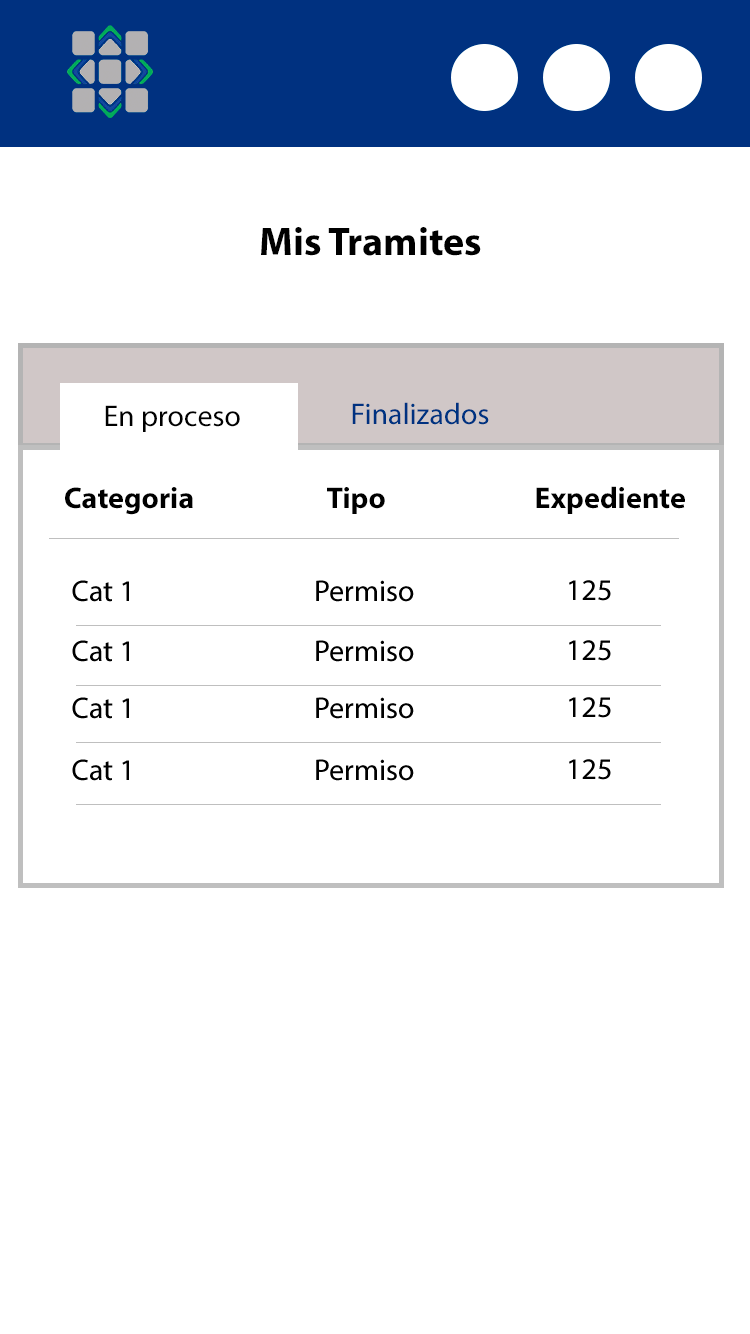 Mis Tramites
En proceso Finalizados
Categoria Tipo Expediente
Cat 1 Permiso 125
Cat 1 Permiso 125
Cat 1 Permiso 125
Cat 1 Permiso 125